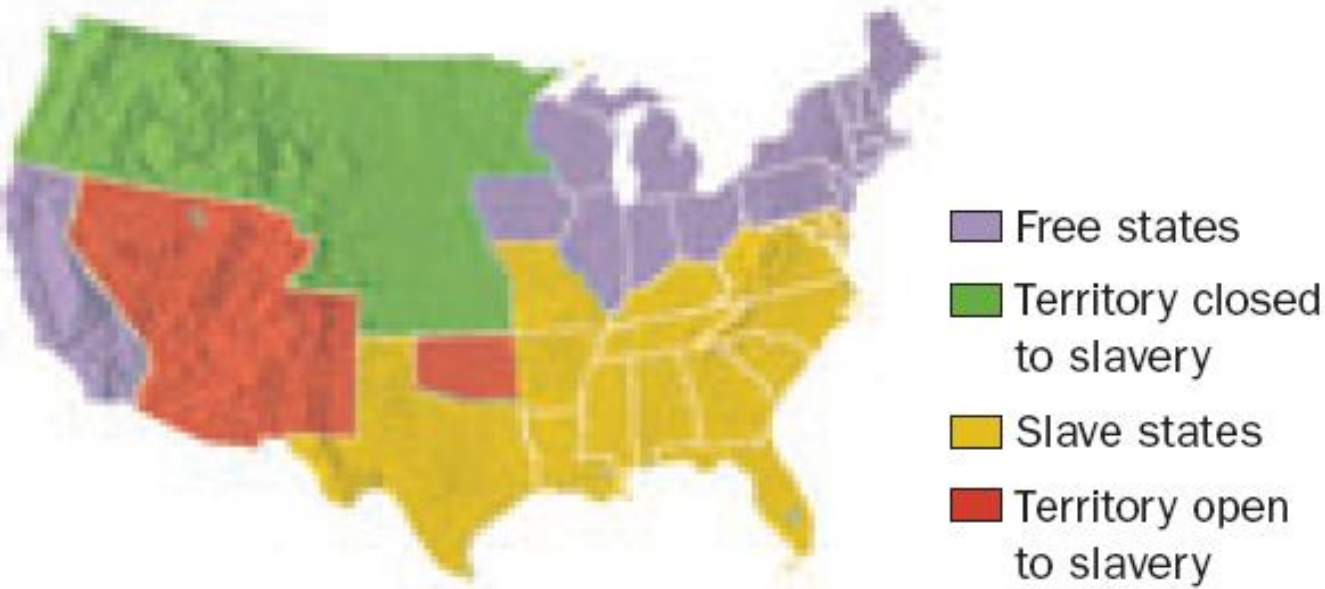 Free states
Territory closed
to slavery
Slave states
Territory open
to slavery